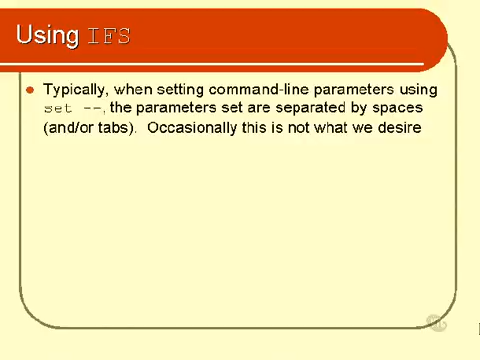 Using IFS
Typically, when setting command-line parameters using
set --, the parameters set are separated by spaces
(and/or tabs).  Occasionally this is not what we desire